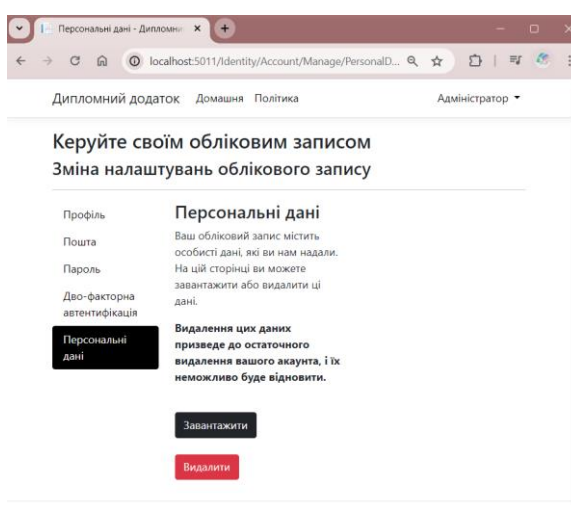 Персональні дані - Дипломни
localhost:5011/Identity/Account/Manage/PersonalD...
Дипломний додаток Домашня Політика Адміністратор
Керуйте своїм обліковим записом
Зміна налаштувань облікового запису
Профіль
Пошта
Пароль
Дво-факторна
автентифікація
Персональні
дані
Персональні дані
Ваш обліковий запис містить
особисті дані, які ви нам надали.
На цій сторінці ви можете
завантажити або видалити ці
дані.
Видалення цих даних
призведе до остаточного
видалення вашого акаунта, і їх
неможливо буде відновити.
Завантажити
Видалити